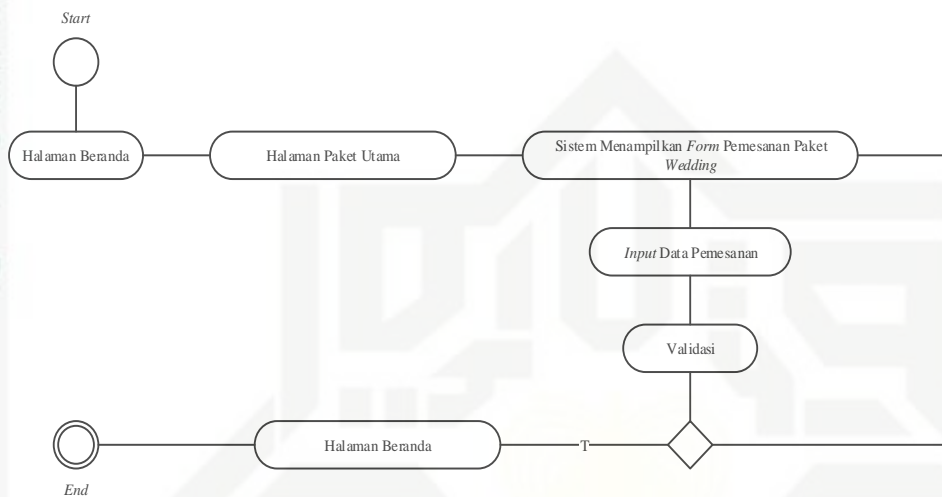 Start
Halaman Beranda
Halaman Paket Utama
Sistem Menampilkan Form Pemesanan Paket
Wedding
Input Data Pemesanan
Validasi
Halaman Beranda
T
End